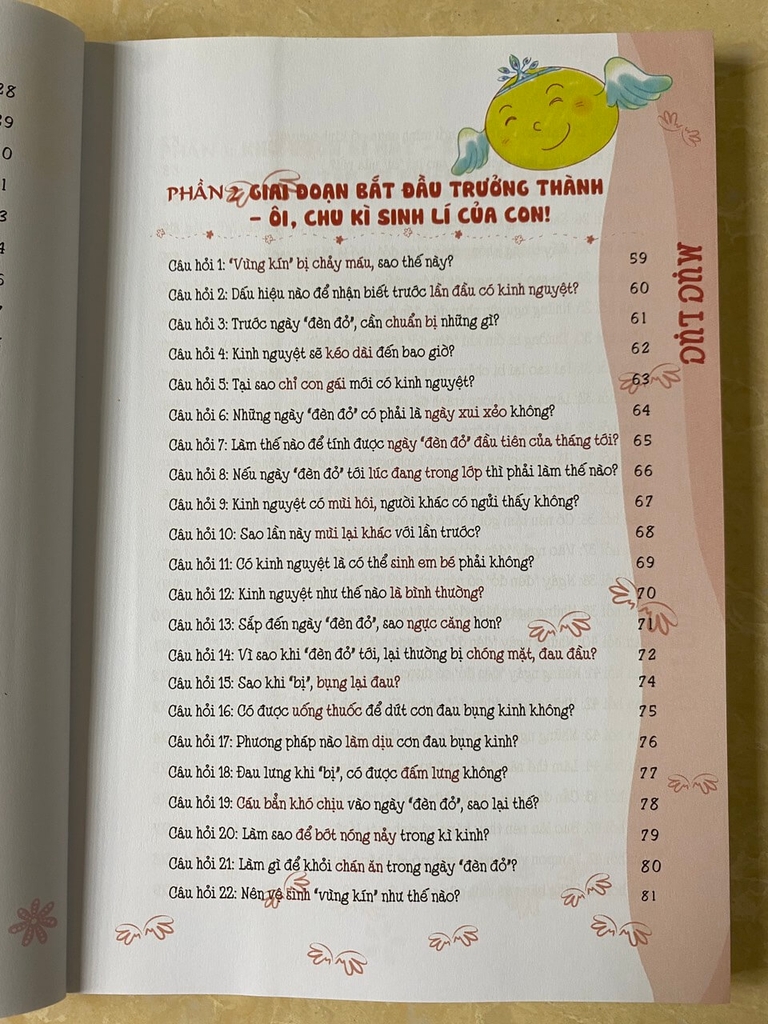 PHẦN 2 GIAI ĐOẠN BẮT ĐẦU TRƯỞNG THÀNH
– ÔI, CHU KÌ SINH LÍ CỦA CON!
Câu hỏi 1: "Vùng kín" bị chảy máu, sao thế này? 59
Câu hỏi 2: Dấu hiệu nào để nhận biết trước lần đầu có kinh nguyệt? 60
Câu hỏi 3: Trước ngày "đèn đỏ", cần chuẩn bị những gì? 61
Câu hỏi 4: Kinh nguyệt sẽ kéo dài đến bao giờ? 62
Câu hỏi 5: Tại sao chỉ con gái mới có kinh nguyệt? 63
Câu hỏi 6: Những ngày "đèn đỏ" có phải là ngày xui xẻo không? 64
Câu hỏi 7: Làm thế nào để tính được ngày "đèn đỏ" đầu tiên của tháng tới? 65
Câu hỏi 8: Nếu ngày "đèn đỏ" tới lúc đang trong lớp thì phải làm thế nào? 66
Câu hỏi 9: Kinh nguyệt có mùi hôi, người khác có ngửi thấy không? 67
Câu hỏi 10: Sao lần này mùi lại khác với lần trước? 68
Câu hỏi 11: Có kinh nguyệt là có thể sinh em bé phải không? 69
Câu hỏi 12: Kinh nguyệt như thế nào là bình thường? 70
Câu hỏi 13: Sắp đến ngày "đèn đỏ", sao ngực căng hơn? 71
Câu hỏi 14: Vì sao khi "đèn đỏ" tới, lại thường bị chóng mặt, đau đầu? 72
Câu hỏi 15: Sao khi "bị", bụng lại đau? 74
Câu hỏi 16: Có được uống thuốc để dứt cơn đau bụng kinh không? 75
Câu hỏi 17: Phương pháp nào làm dịu cơn đau bụng kinh? 76
Câu hỏi 18: Đau lưng khi "bị", có được đấm lưng không? 77
Câu hỏi 19: Cáu bẳn khó chịu vào ngày "đèn đỏ", sao lại thế? 78
Câu hỏi 20: Làm sao để bớt nóng nảy trong kì kinh? 79
Câu hỏi 21: Làm gì để khỏi chán ăn trong ngày "đèn đỏ"? 80
Câu hỏi 22: Nên vệ sinh "vùng kín" như thế nào? 81
MỤC LỤC